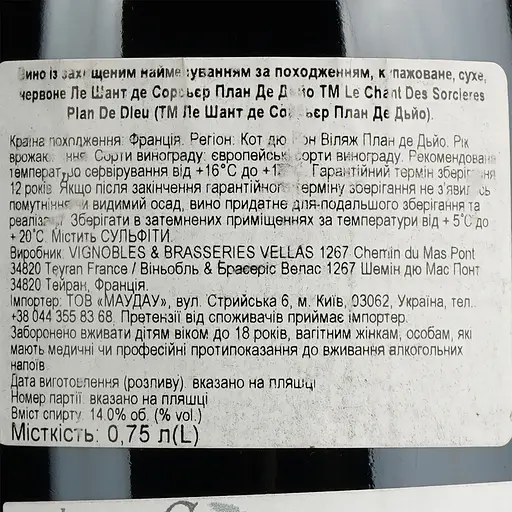 Вино із захищеним найменуванням за походженням, купажоване, сухе,
червоне Ле Шант де Сорсьєр План Де Дьйо ТМ Le Chant Des Sorcieres
Plan De Dieu (ТМ Ле Шант де Сорсьєр План Де Дьйо).
Країна походження: Франція. Регіон: Кот дю Рон Віляж План де Дьйо. Рік
врожаю: Сорти винограду: європейські сорти винограду. Рекомендована
температура сервірування від +16°C до Гарантійний термін зберігання
12 років. Якщо після закінчення гарантійного терміну зберігання не з'явились
помутніння чи видимий осад, вино придатне для подальшого зберігання та
реалізації. Зберігати в затемнених приміщеннях за температури від + 5°C до
+ 20°C. Містить СУЛЬФІТИ.
Виробник: VIGNOBLES & BRASSERIES VELLAS 1267 Chemin du Mas Pont
34820 Teyran France / Віньобль & Брасеріс Велас 1267 Шемін дю Мас Понт
34820 Тейран, Франція.
Імпортер: ТОВ «МАУДАУ», вул. Стрийська 6, м. Київ, 03062, Україна, тел.
+38 044 355 83 68. Претензії від споживачів приймає імпортер.
Заборонено вживати дітям віком до 18 років, вагітним жінкам, особам, які
мають медичні чи професійні протипоказання до вживання алкогольних
напоїв
Дата виготовлення (розливу): вказано на пляшці
Номер партії: вказано на пляшці
Вміст спирту: 14.0% об. (% vol.)
Місткість: 0,75 л(L)